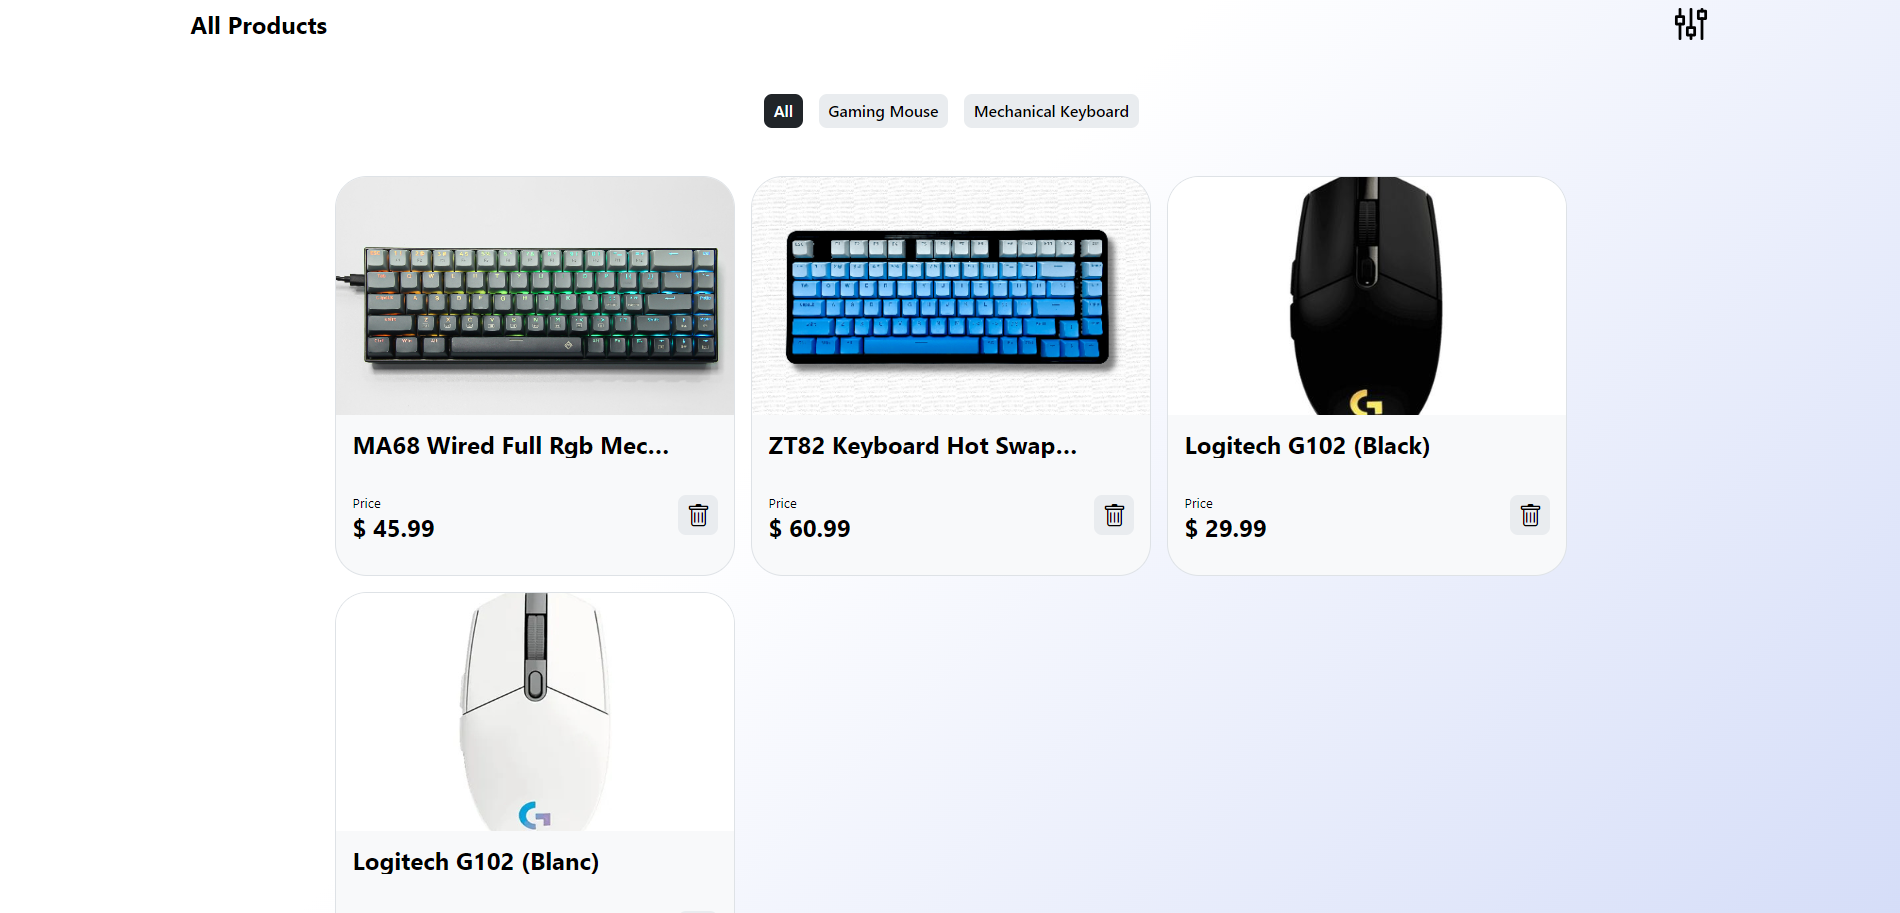 All Products
All
Gaming Mouse
Mechanical Keyboard
MA68 Wired Full Rgb Mec...
ZT82 Keyboard Hot Swap...
Logitech G102 (Black)
Price
$ 45.99
Price
$ 60.99
Price
$ 29.99
Logitech G102 (Blanc)